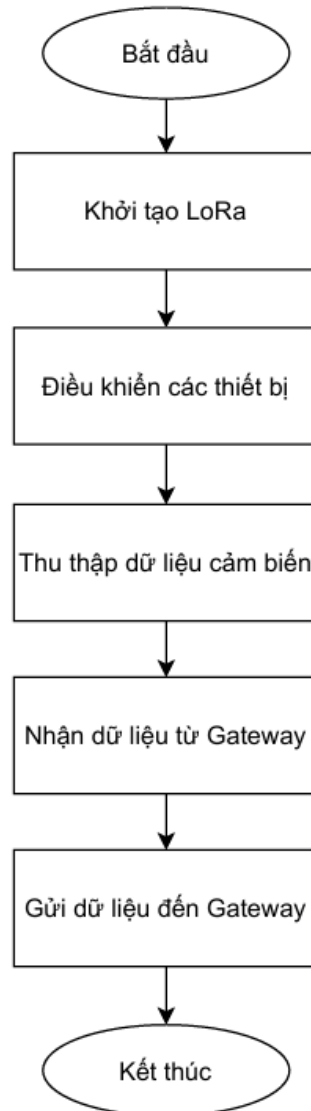 Bắt đầu
Khởi tạo LoRa
Điều khiển các thiết bị
Thu thập dữ liệu cảm biến
Nhận dữ liệu từ Gateway
Gửi dữ liệu đến Gateway
Kết thúc